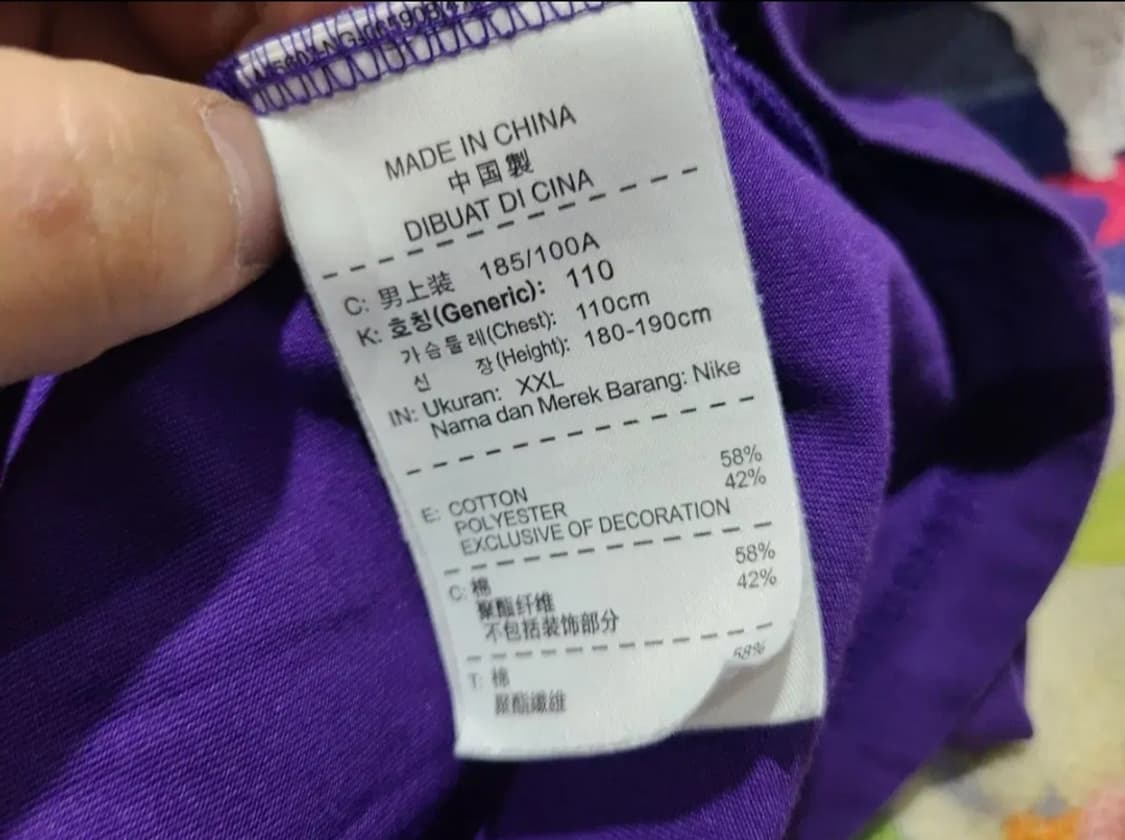 MADE IN CHINA
中国製
DIBUAT DI CINA
C: 男上装 185/100A
K: 호칭(Generic): 110
가슴둘레(Chest): 110cm
신 장(Height): 180-190cm
IN: Ukuran: XXL
Nama dan Merek Barang: Nike
E: COTTON 58%
POLYESTER 42%
EXCLUSIVE OF DECORATION
C: 棉 58%
聚酯纤维 42%
不包括装饰部分
T: 棉 58%
聚酯纖維